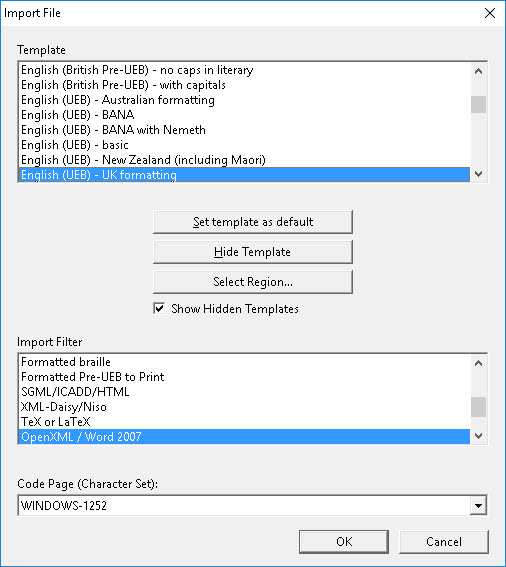 Import File
Template
English (British Pre-UEB) - no caps in literary
English (British Pre-UEB) - with capitals
English (UEB) - Australian formatting
English (UEB) - BANA
English (UEB) - BANA with Nemeth
English (UEB) - basic
English (UEB) - New Zealand (including Maori)
English (UEB) - UK formatting
Set template as default
Hide Template
Select Region...
Show Hidden Templates
Import Filter
Formatted braille
Formatted Pre-UEB to Print
SGML/ICADD/HTML
XML-Daisy/Niso
TeX or LaTeX
OpenXML / Word 2007
Code Page (Character Set):
WINDOWS-1252
OK
Cancel